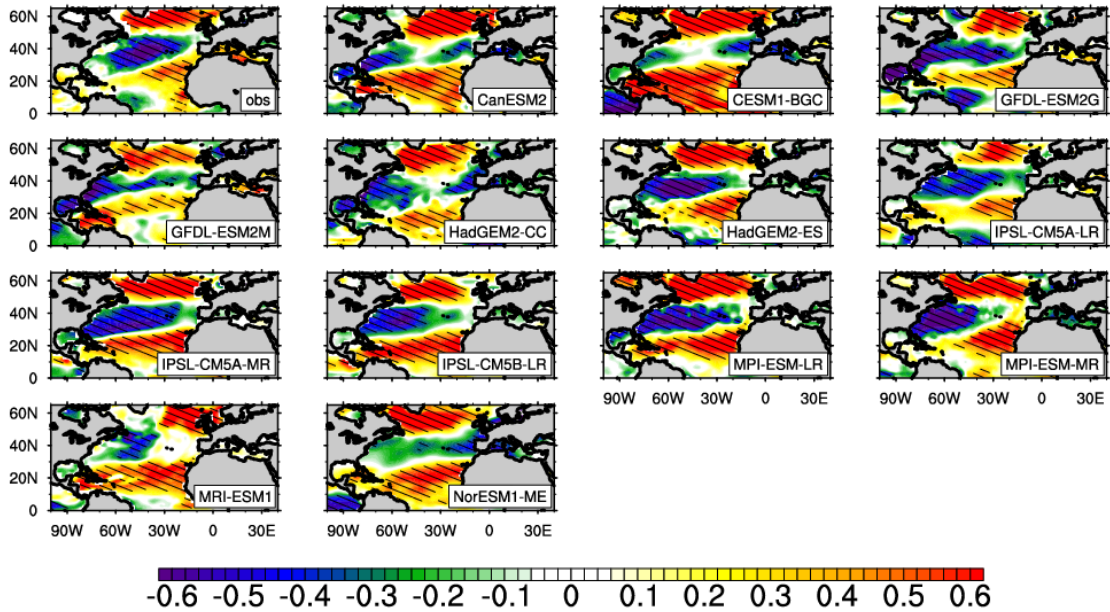 60N
40N
20N
0
obs
CanESM2
CESM1-BGC
GFDL-ESM2G
60N
40N
20N
0
GFDL-ESM2M
HadGEM2-CC
HadGEM2-ES
IPSL-CM5A-LR
60N
40N
20N
0
IPSL-CM5A-MR
IPSL-CM5B-LR
MPI-ESM-LR
MPI-ESM-MR
90W 60W 30W 0 30E 90W 60W 30W 0 30E
60N
40N
20N
0
MRI-ESM1
NorESM1-ME
90W 60W 30W 0 30E 90W 60W 30W 0 30E
-0.6 -0.5 -0.4 -0.3 -0.2 -0.1 0 0.1 0.2 0.3 0.4 0.5 0.6